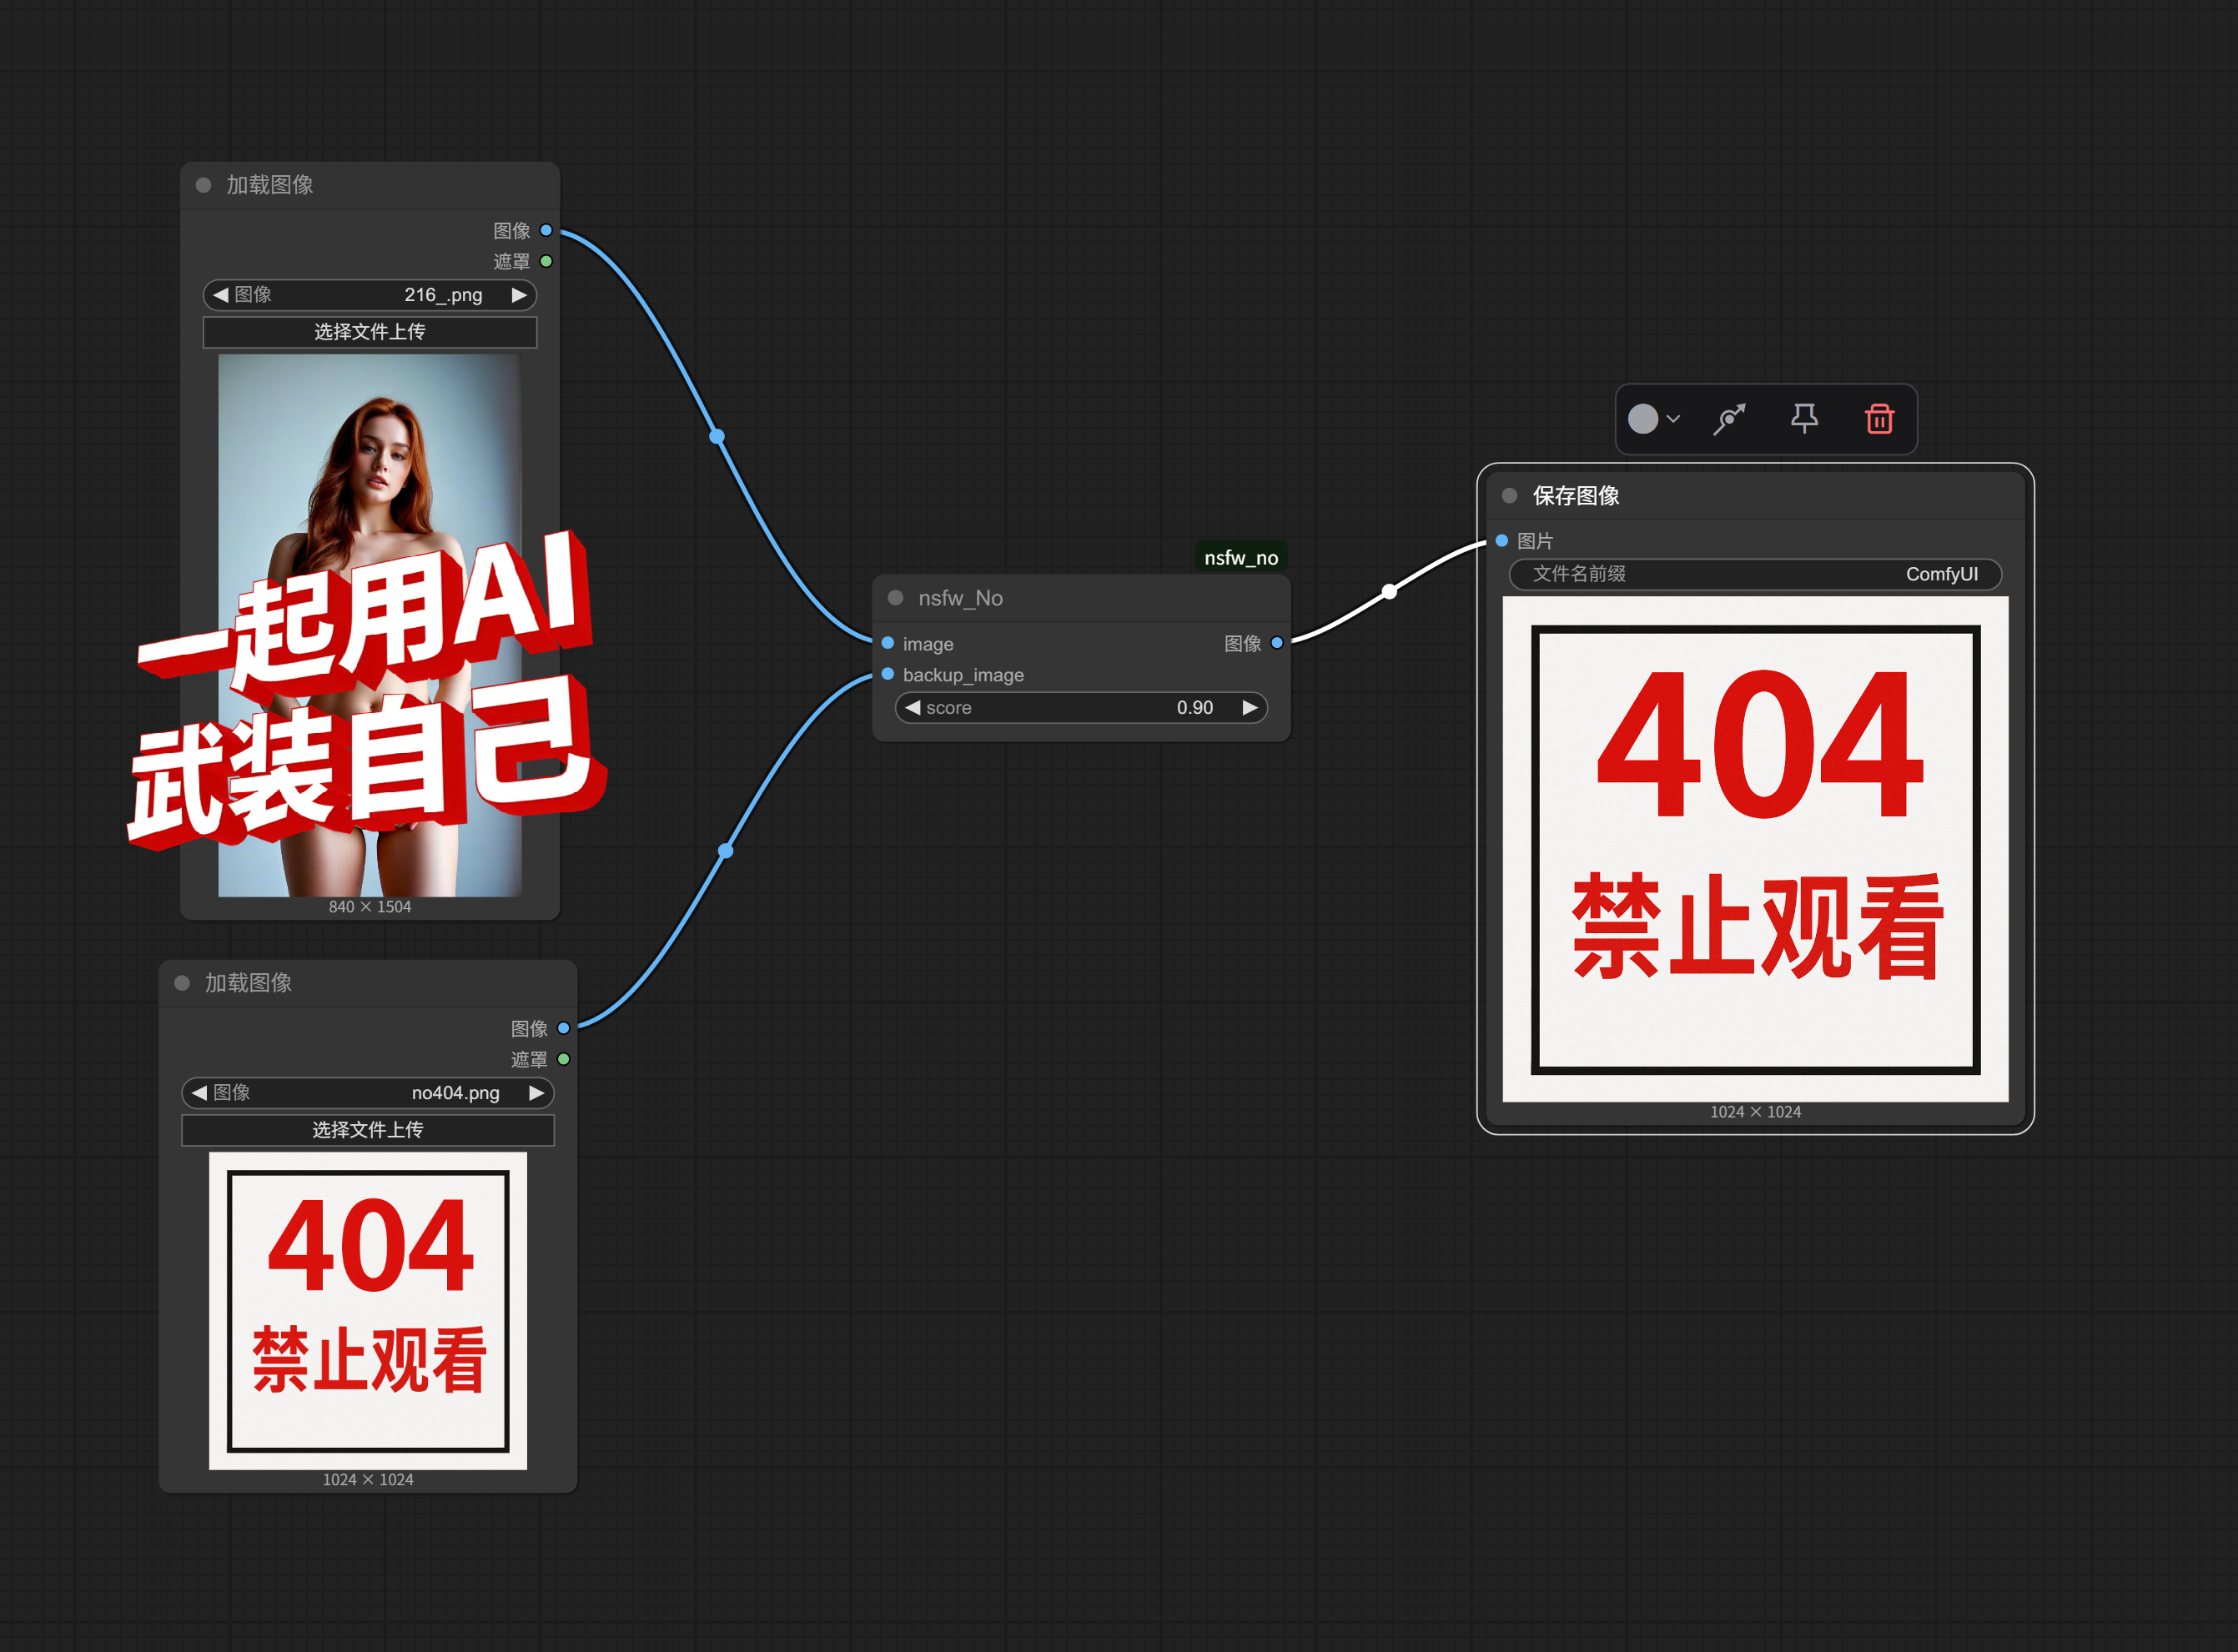 加载图像
图像
遮罩
图像 216_.png
选择文件上传
一起用AI
武装自己
840 × 1504
加载图像
图像
遮罩
图像 no404.png
选择文件上传
404
禁止观看
1024 × 1024
nsfw_no
nsfw_No
image 图像
backup_image
score 0.90
保存图像
图片
文件名前缀 ComfyUI
404
禁止观看
1024 × 1024